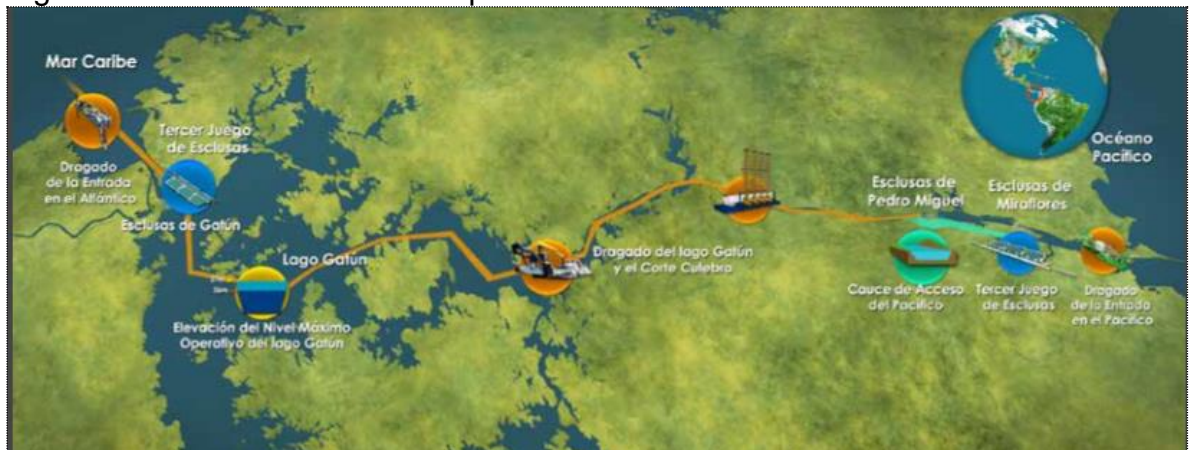 Mar Caribe
Dragado
de la Entrada
en el Atlántico
Tercer Juego
de Esclusas
Esclusas de Gatún
Lago Gatún
Elevación del Nivel Máximo
Operativo del lago Gatún
Dragado del lago Gatún
y el Corte Culebra
Esclusas de
Pedro Miguel
Cauce de Acceso
del Pacífico
Esclusas de
Miraflores
Tercer Juego
de Esclusas
Océano
Pacífico
Dragado
de la Entrada
en el Pacífico